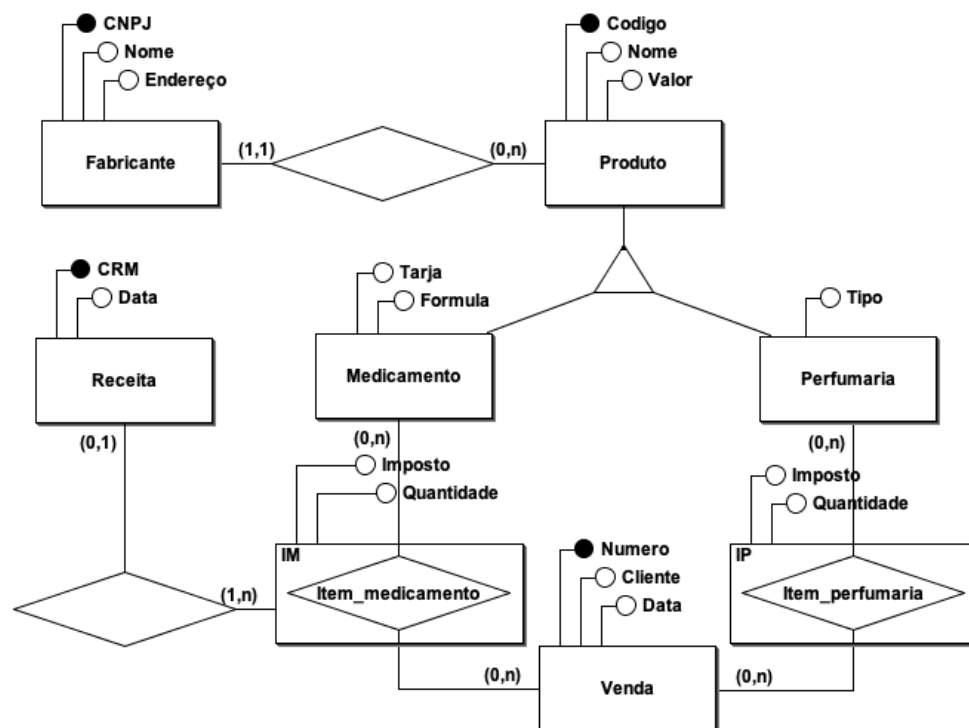 CNPJ
Nome
Endereço
Fabricante
(1,1)
(0,n)
Codigo
Nome
Valor
Produto
CRM
Data
Receita
(0,1)
Tarja
Formula
Medicamento
(0,n)
Tipo
Perfumaria
(0,n)
Imposto
Quantidade
IM
Item_medicamento
(1,n)
Numero
Cliente
Data
Venda
(0,n)
(0,n)
Imposto
Quantidade
IP
Item_perfumaria